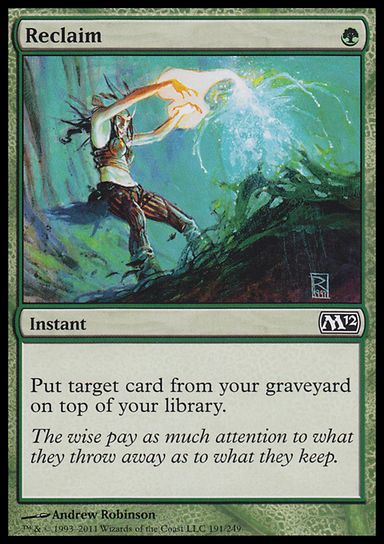 Reclaim
Instant
M12
Put target card from your graveyard
on top of your library.
The wise pay as much attention to what
they throw away as to what they keep.
Andrew Robinson
™ & © 1993–2011 Wizards of the Coast LLC 191/249